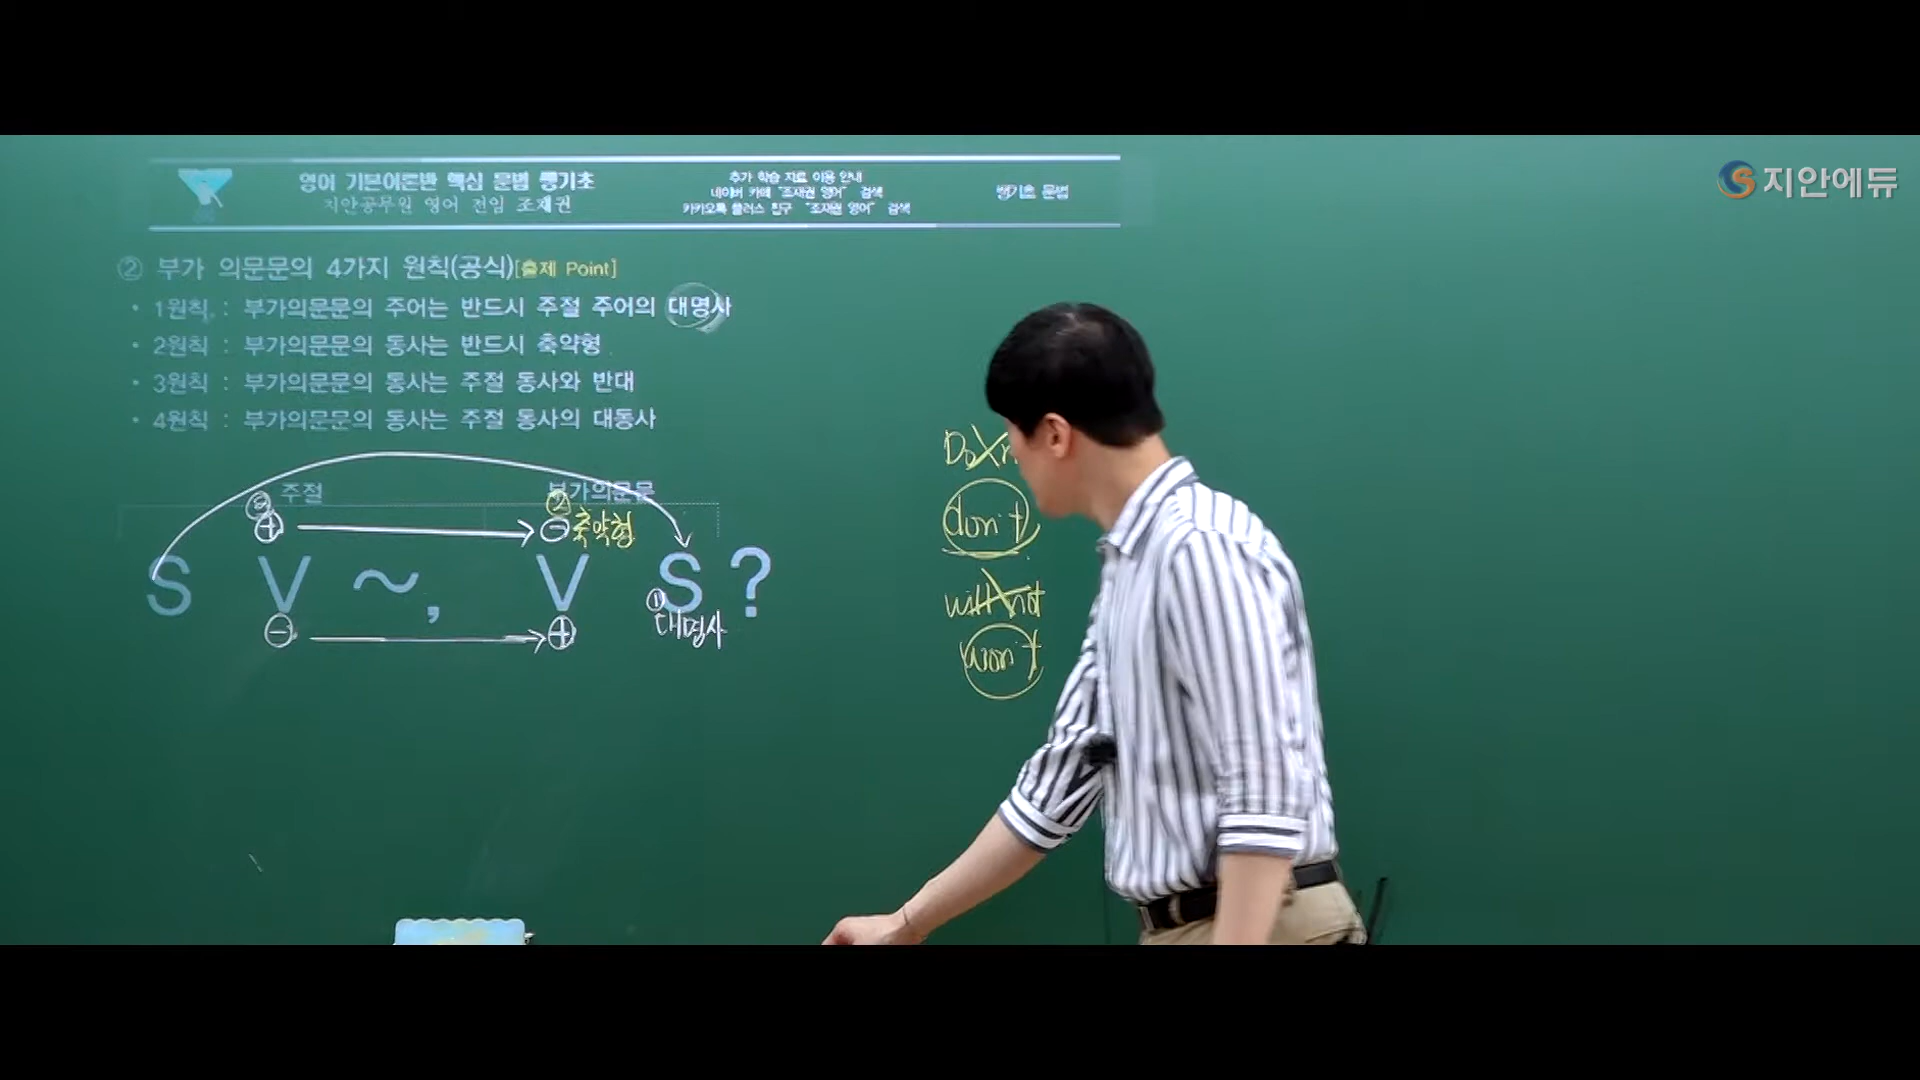 지안에듀
영어 기본이론반 핵심 문법 쌩기초
지안공무원 영어 전임 조재권
추가 학습 자료 이용 안내
네이버 카페 "조재권 영어" 검색
카카오톡 플러스 친구 "조재권 영어" 검색
쌩기초 문법
② 부가 의문문의 4가지 원칙(공식)[출제 Point]
• 1원칙 : 부가의문문의 주어는 반드시 주절 주어의 대명사
• 2원칙 : 부가의문문의 동사는 반드시 축약형
• 3원칙 : 부가의문문의 동사는 주절 동사와 반대
• 4원칙 : 부가의문문의 동사는 주절 동사의 대동사
주절 부가의문문
③ ⊕ ② ⊖ 축약형
S V ~, V S ?
⊖ ⊕ ① 대명사
Do n
don't
will not
won't